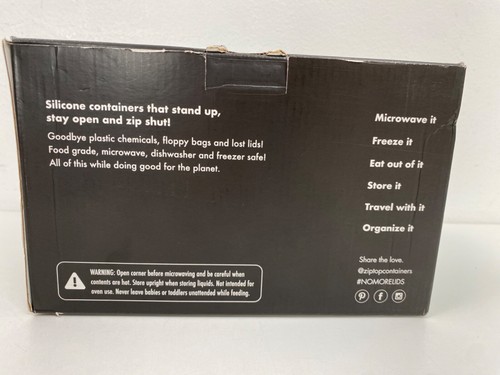 Silicone containers that stand up,
stay open and zip shut!
Goodbye plastic chemicals, floppy bags and lost lids!
Food grade, microwave, dishwasher and freezer safe!
All of this while doing good for the planet.
Microwave it
Freeze it
Eat out of it
Store it
Travel with it
Organize it
WARNING: Open corner before microwaving and be careful when
contents are hot. Store upright when storing liquids. Not intended for
oven use. Never leave babies or toddlers unattended while feeding.
Share the love.
@ziptopcontainers
#NOMORELIDS